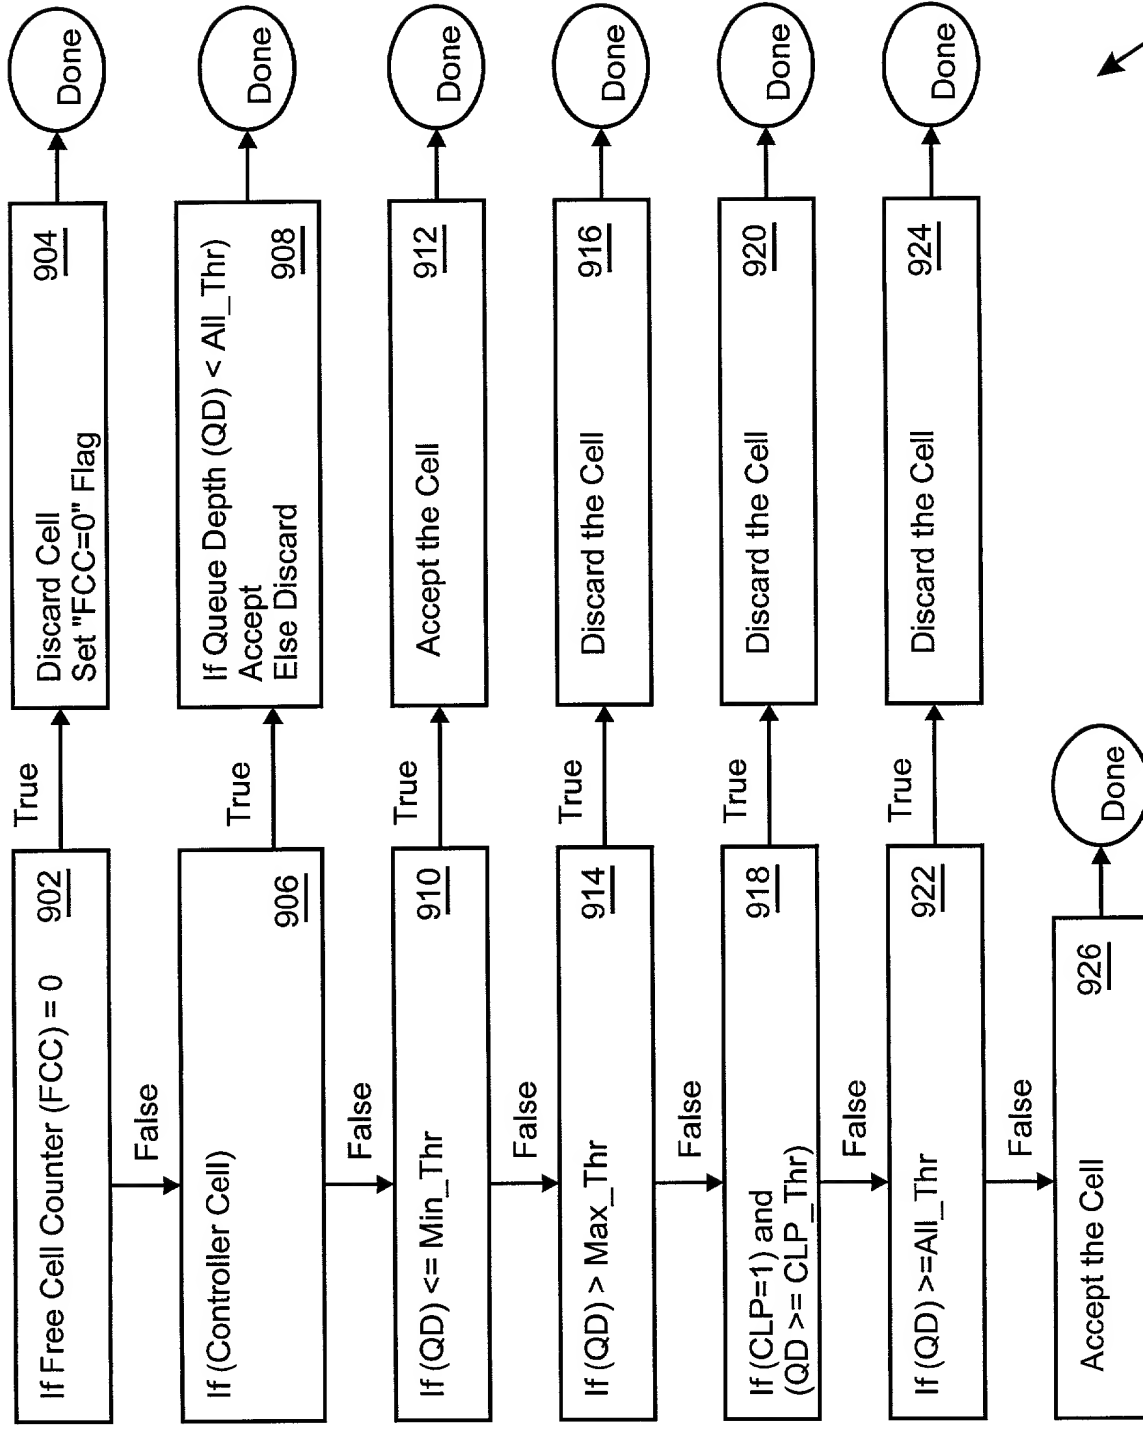 If Free Cell Counter (FCC) = 0 902
True
Discard Cell 904
Set "FCC=0" Flag
Done
False
If (Controller Cell)
906
True
If Queue Depth (QD) < All_Thr)
Accept
Else Discard 908
Done
False
If (QD) <= Min_Thr 910
True
Accept the Cell 912
Done
False
If (QD) > Max_Thr 914
True
Discard the Cell 916
Done
False
If (CLP=1) and 918
(QD >= CLP_Thr)
True
Discard the Cell 920
Done
False
If (QD) >=All_Thr 922
True
Discard the Cell 924
Done
False
Accept the Cell 926
Done